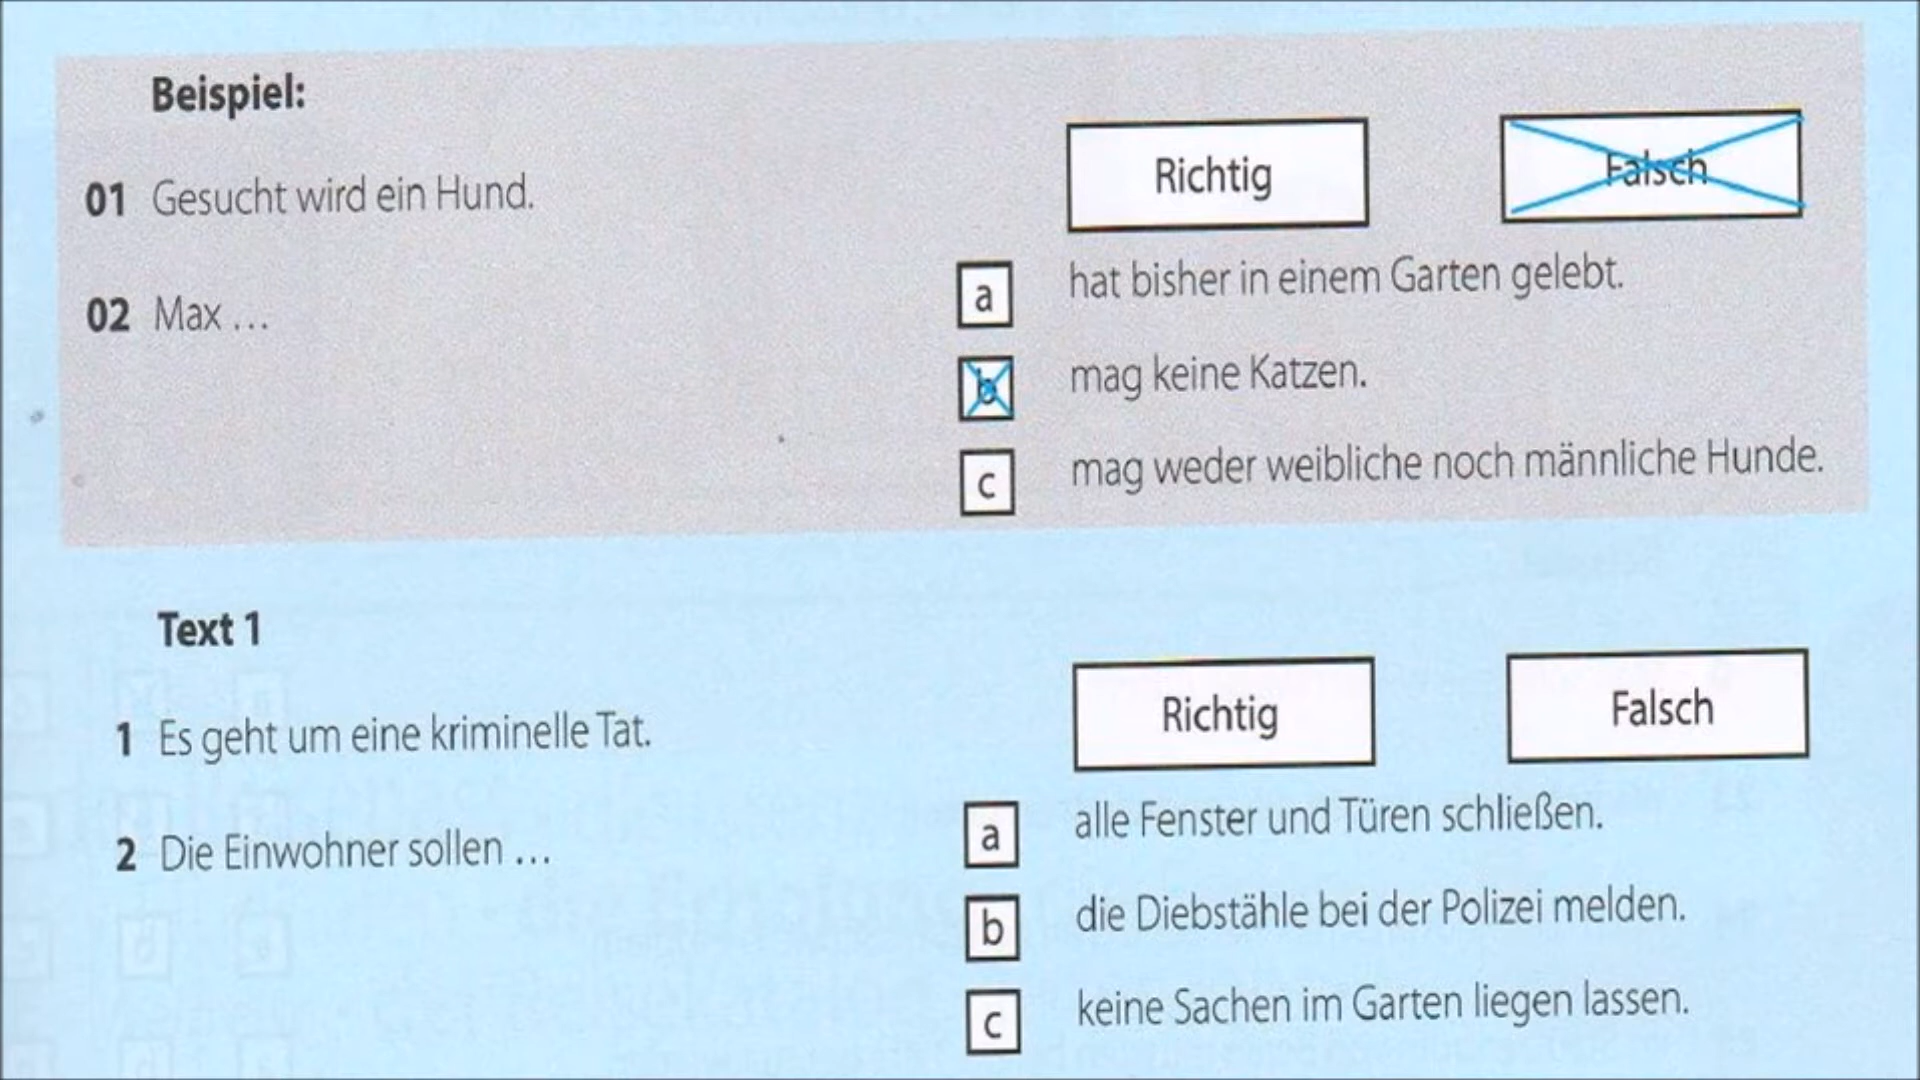 Beispiel:
01 Gesucht wird ein Hund.
Richtig
Falsch
02 Max ...
a hat bisher in einem Garten gelebt.
b mag keine Katzen.
c mag weder weibliche noch männliche Hunde.
Text 1
1 Es geht um eine kriminelle Tat.
Richtig
Falsch
2 Die Einwohner sollen ...
a alle Fenster und Türen schließen.
b die Diebstähle bei der Polizei melden.
c keine Sachen im Garten liegen lassen.